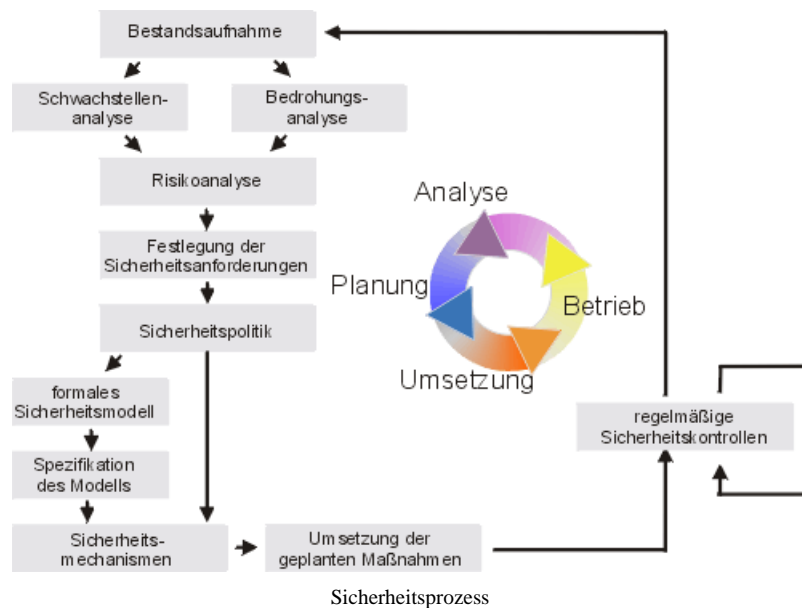 Bestandsaufnahme
Schwachstellen-
analyse
Bedrohungs-
analyse
Risikoanalyse
Festlegung der
Sicherheitsanforderungen
Sicherheitspolitik
formales
Sicherheitsmodell
Spezifikation
des Modells
Sicherheits-
mechanismen
Umsetzung der
geplanten Maßnahmen
Analyse
Planung
Betrieb
Umsetzung
regelmäßige
Sicherheitskontrollen
Sicherheitsprozess